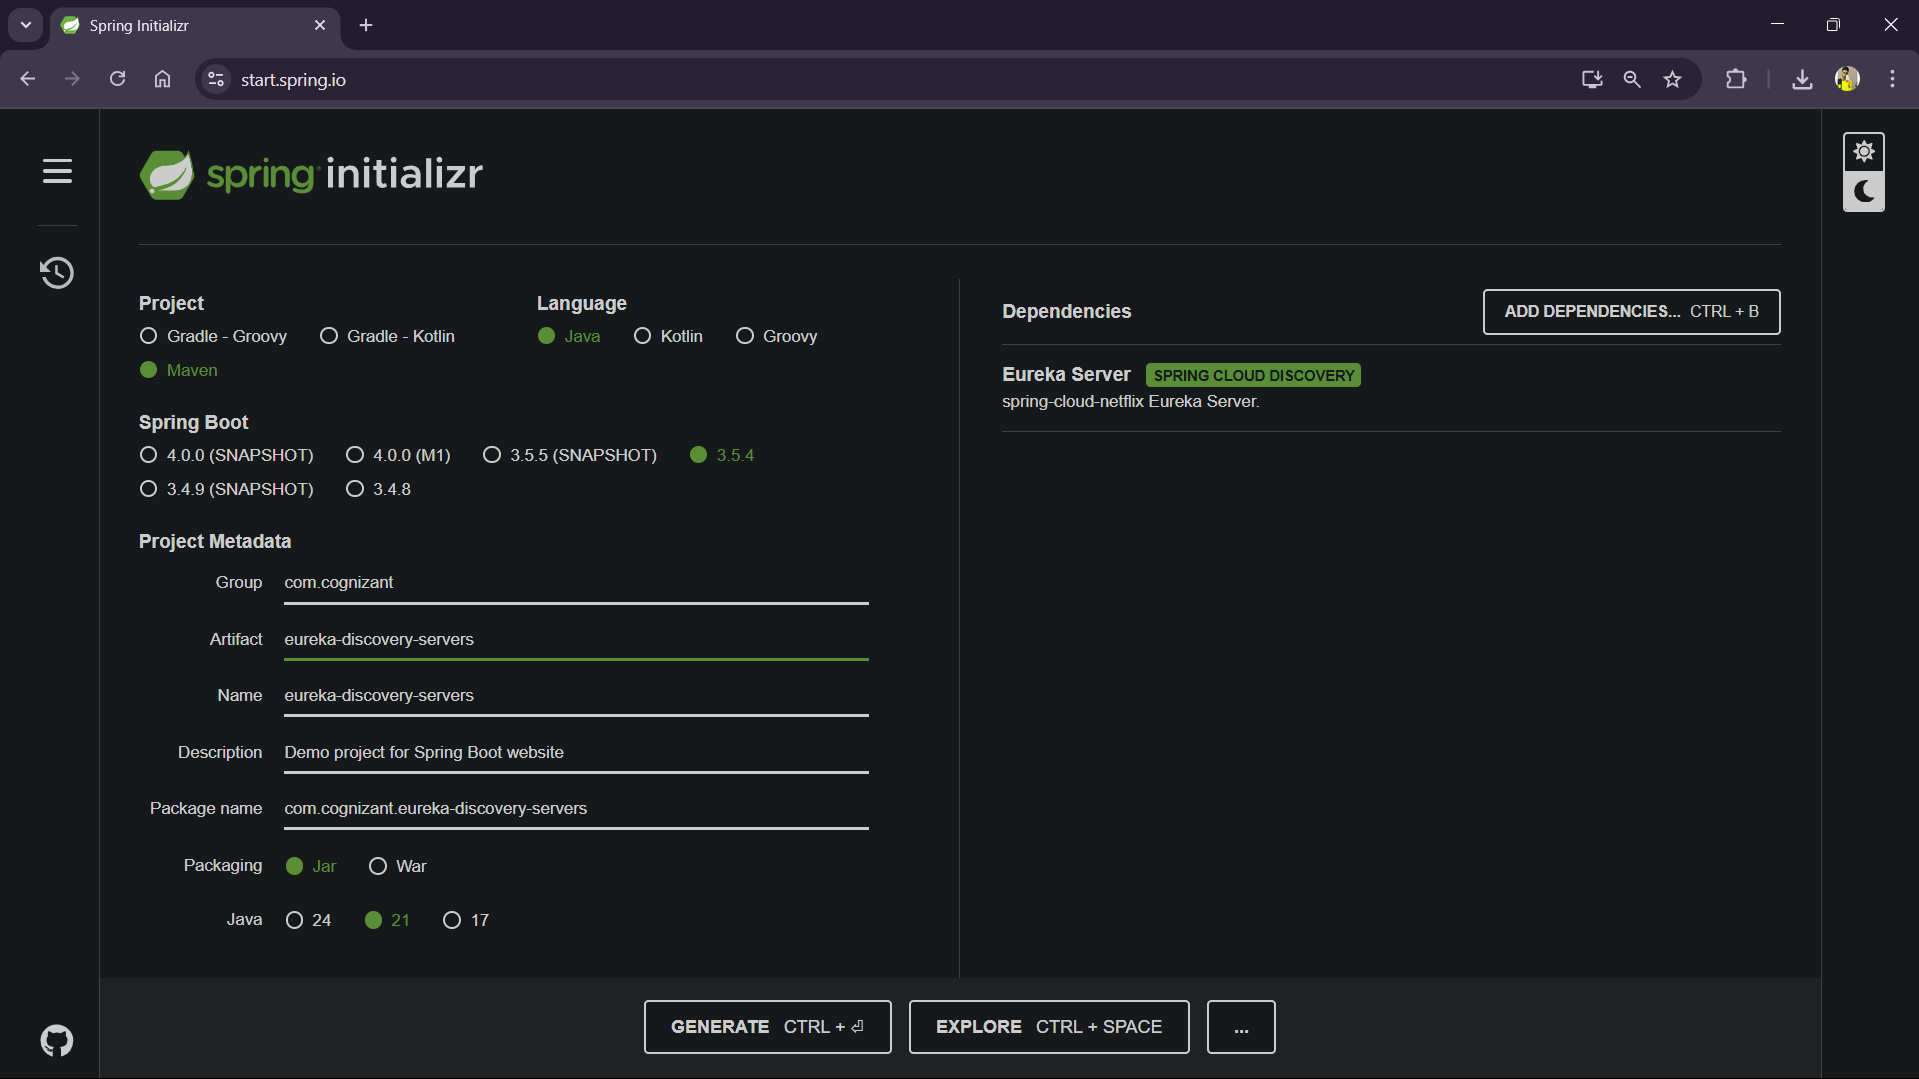 Spring Initializr
start.spring.io
spring initializr
Project
Gradle - Groovy Gradle - Kotlin
Maven
Language
Java Kotlin Groovy
Spring Boot
4.0.0 (SNAPSHOT) 4.0.0 (M1) 3.5.5 (SNAPSHOT) 3.5.4
3.4.9 (SNAPSHOT) 3.4.8
Project Metadata
Group com.cognizant
Artifact eureka-discovery-servers
Name eureka-discovery-servers
Description Demo project for Spring Boot website
Package name com.cognizant.eureka-discovery-servers
Packaging Jar War
Java 24 21 17
Dependencies ADD DEPENDENCIES... CTRL + B
Eureka Server SPRING CLOUD DISCOVERY
spring-cloud-netflix Eureka Server.
GENERATE CTRL + ⏎ EXPLORE CTRL + SPACE ...